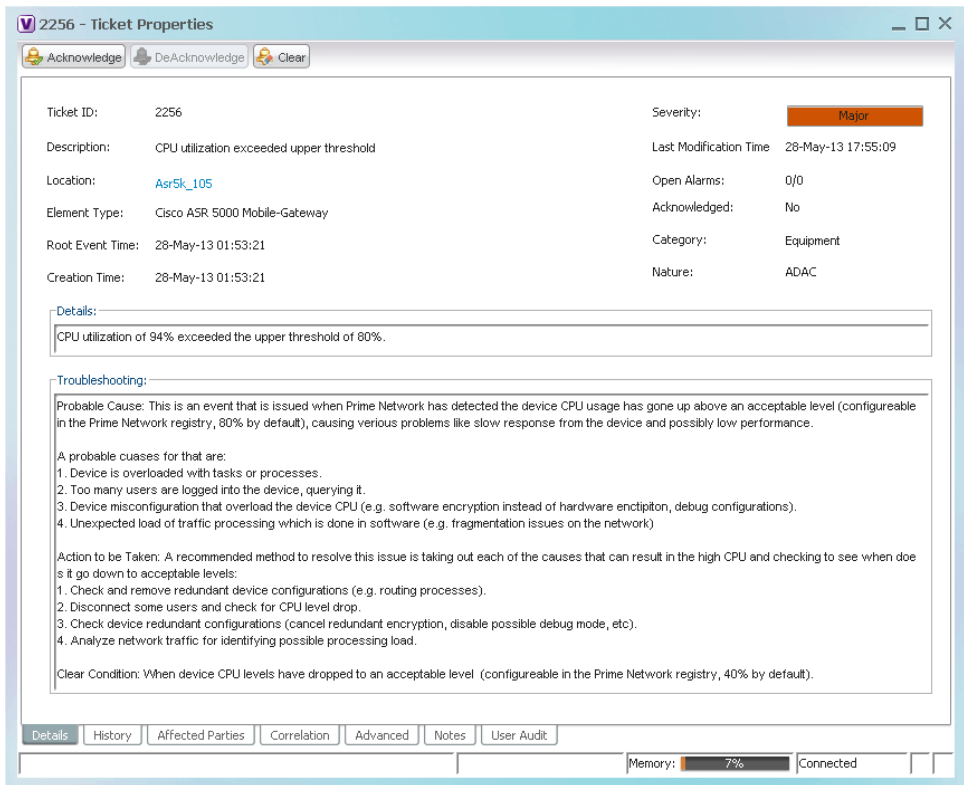 V 2256 - Ticket Properties
Acknowledge DeAcknowledge Clear
Ticket ID: 2256 Severity: Major
Description: CPU utilization exceeded upper threshold Last Modification Time 28-May-13 17:55:09
Location: Asr5k_105 Open Alarms: 0/0
Element Type: Cisco ASR 5000 Mobile-Gateway Acknowledged: No
Root Event Time: 28-May-13 01:53:21 Category: Equipment
Creation Time: 28-May-13 01:53:21 Nature: ADAC
Details:
CPU utilization of 94% exceeded the upper threshold of 80%.
Troubleshooting:
Probable Cause: This is an event that is issued when Prime Network has detected the device CPU usage has gone up above an acceptable level (configureable
in the Prime Network registry, 80% by default), causing verious problems like slow response from the device and possibly low performance.
A probable cuases for that are:
1. Device is overloaded with tasks or processes.
2. Too many users are logged into the device, querying it.
3. Device misconfiguration that overload the device CPU (e.g. software encryption instead of hardware enctipiton, debug configurations).
4. Unexpected load of traffic processing which is done in software (e.g. fragmentation issues on the network)
Action to be Taken: A recommended method to resolve this issue is taking out each of the causes that can result in the high CPU and checking to see when doe
s it go down to acceptable levels:
1. Check and remove redundant device configurations (e.g. routing processes).
2. Disconnect some users and check for CPU level drop.
3. Check device redundant configurations (cancel redundant encryption, disable possible debug mode, etc).
4. Analyze network traffic for identifying possible processing load.
Clear Condition: When device CPU levels have dropped to an acceptable level (configureable in the Prime Network registry, 40% by default).
Details History Affected Parties Correlation Advanced Notes User Audit
Memory: 7% Connected